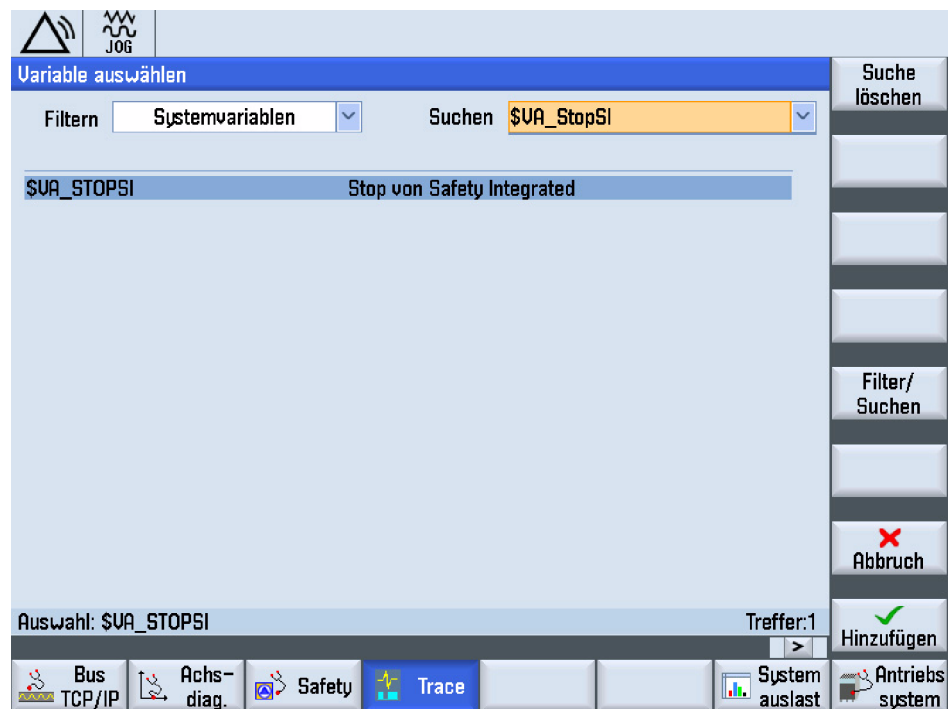 JOG
Variable auswählen
Suche
löschen
Filtern Systemvariablen Suchen $VA_StopSI
$VA_STOPSI Stop von Safety Integrated
Filter/
Suchen
Abbruch
Auswahl: $VA_STOPSI Treffer:1
Hinzufügen
>
Bus
TCP/IP
Achs-
diag.
Safety
Trace
System
auslast
Antriebs
system